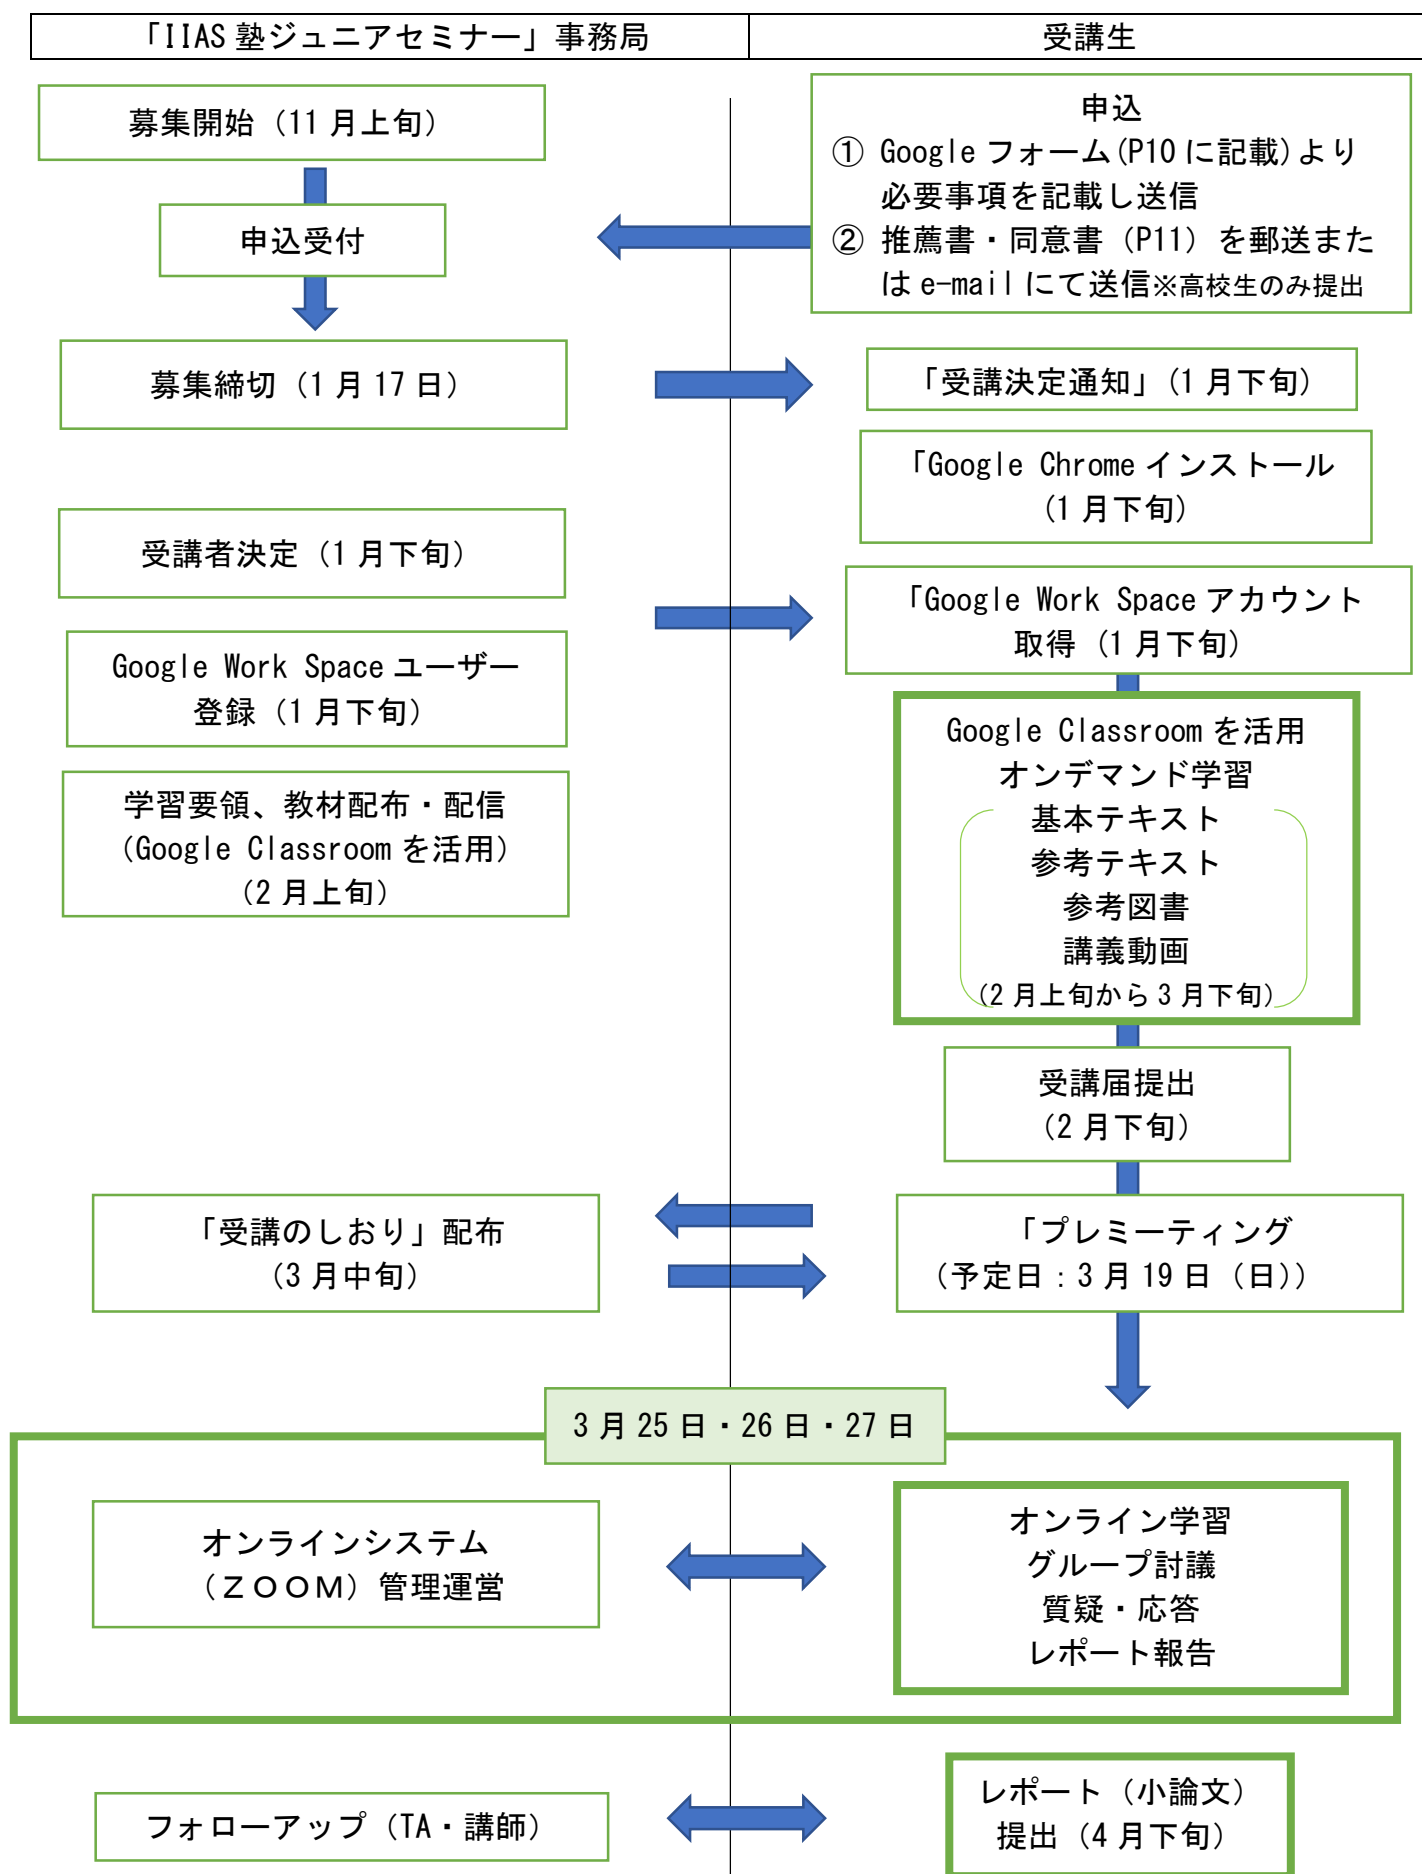 「IIAS 塾ジュニアセミナー」事務局
受講生
募集開始（11 月上旬）
申込受付
募集締切（1 月 17 日）
受講者決定（1 月下旬）
Google Work Space ユーザー
登録（1 月下旬）
学習要領、教材配布・配信
（Google Classroom を活用）
（2 月上旬）
申込
① Google フォーム(P10 に記載)より
必要事項を記載し送信
② 推薦書・同意書（P11）を郵送また
は e-mail にて送信※高校生のみ提出
「受講決定通知」（1 月下旬）
「Google Chrome インストール
（1 月下旬）
「Google Work Space アカウント
取得（1 月下旬）
Google Classroom を活用
オンデマンド学習
基本テキスト
参考テキスト
参考図書
講義動画
（2 月上旬から 3 月下旬）
受講届提出
（2 月下旬）
「受講のしおり」配布
（3 月中旬）
「プレミーティング
（予定日：3 月 19 日（日））
3 月 25 日・26 日・27 日
オンラインシステム
（ＺＯＯＭ）管理運営
オンライン学習
グループ討議
質疑・応答
レポート報告
フォローアップ（TA・講師）
レポート（小論文）
提出（4 月下旬）